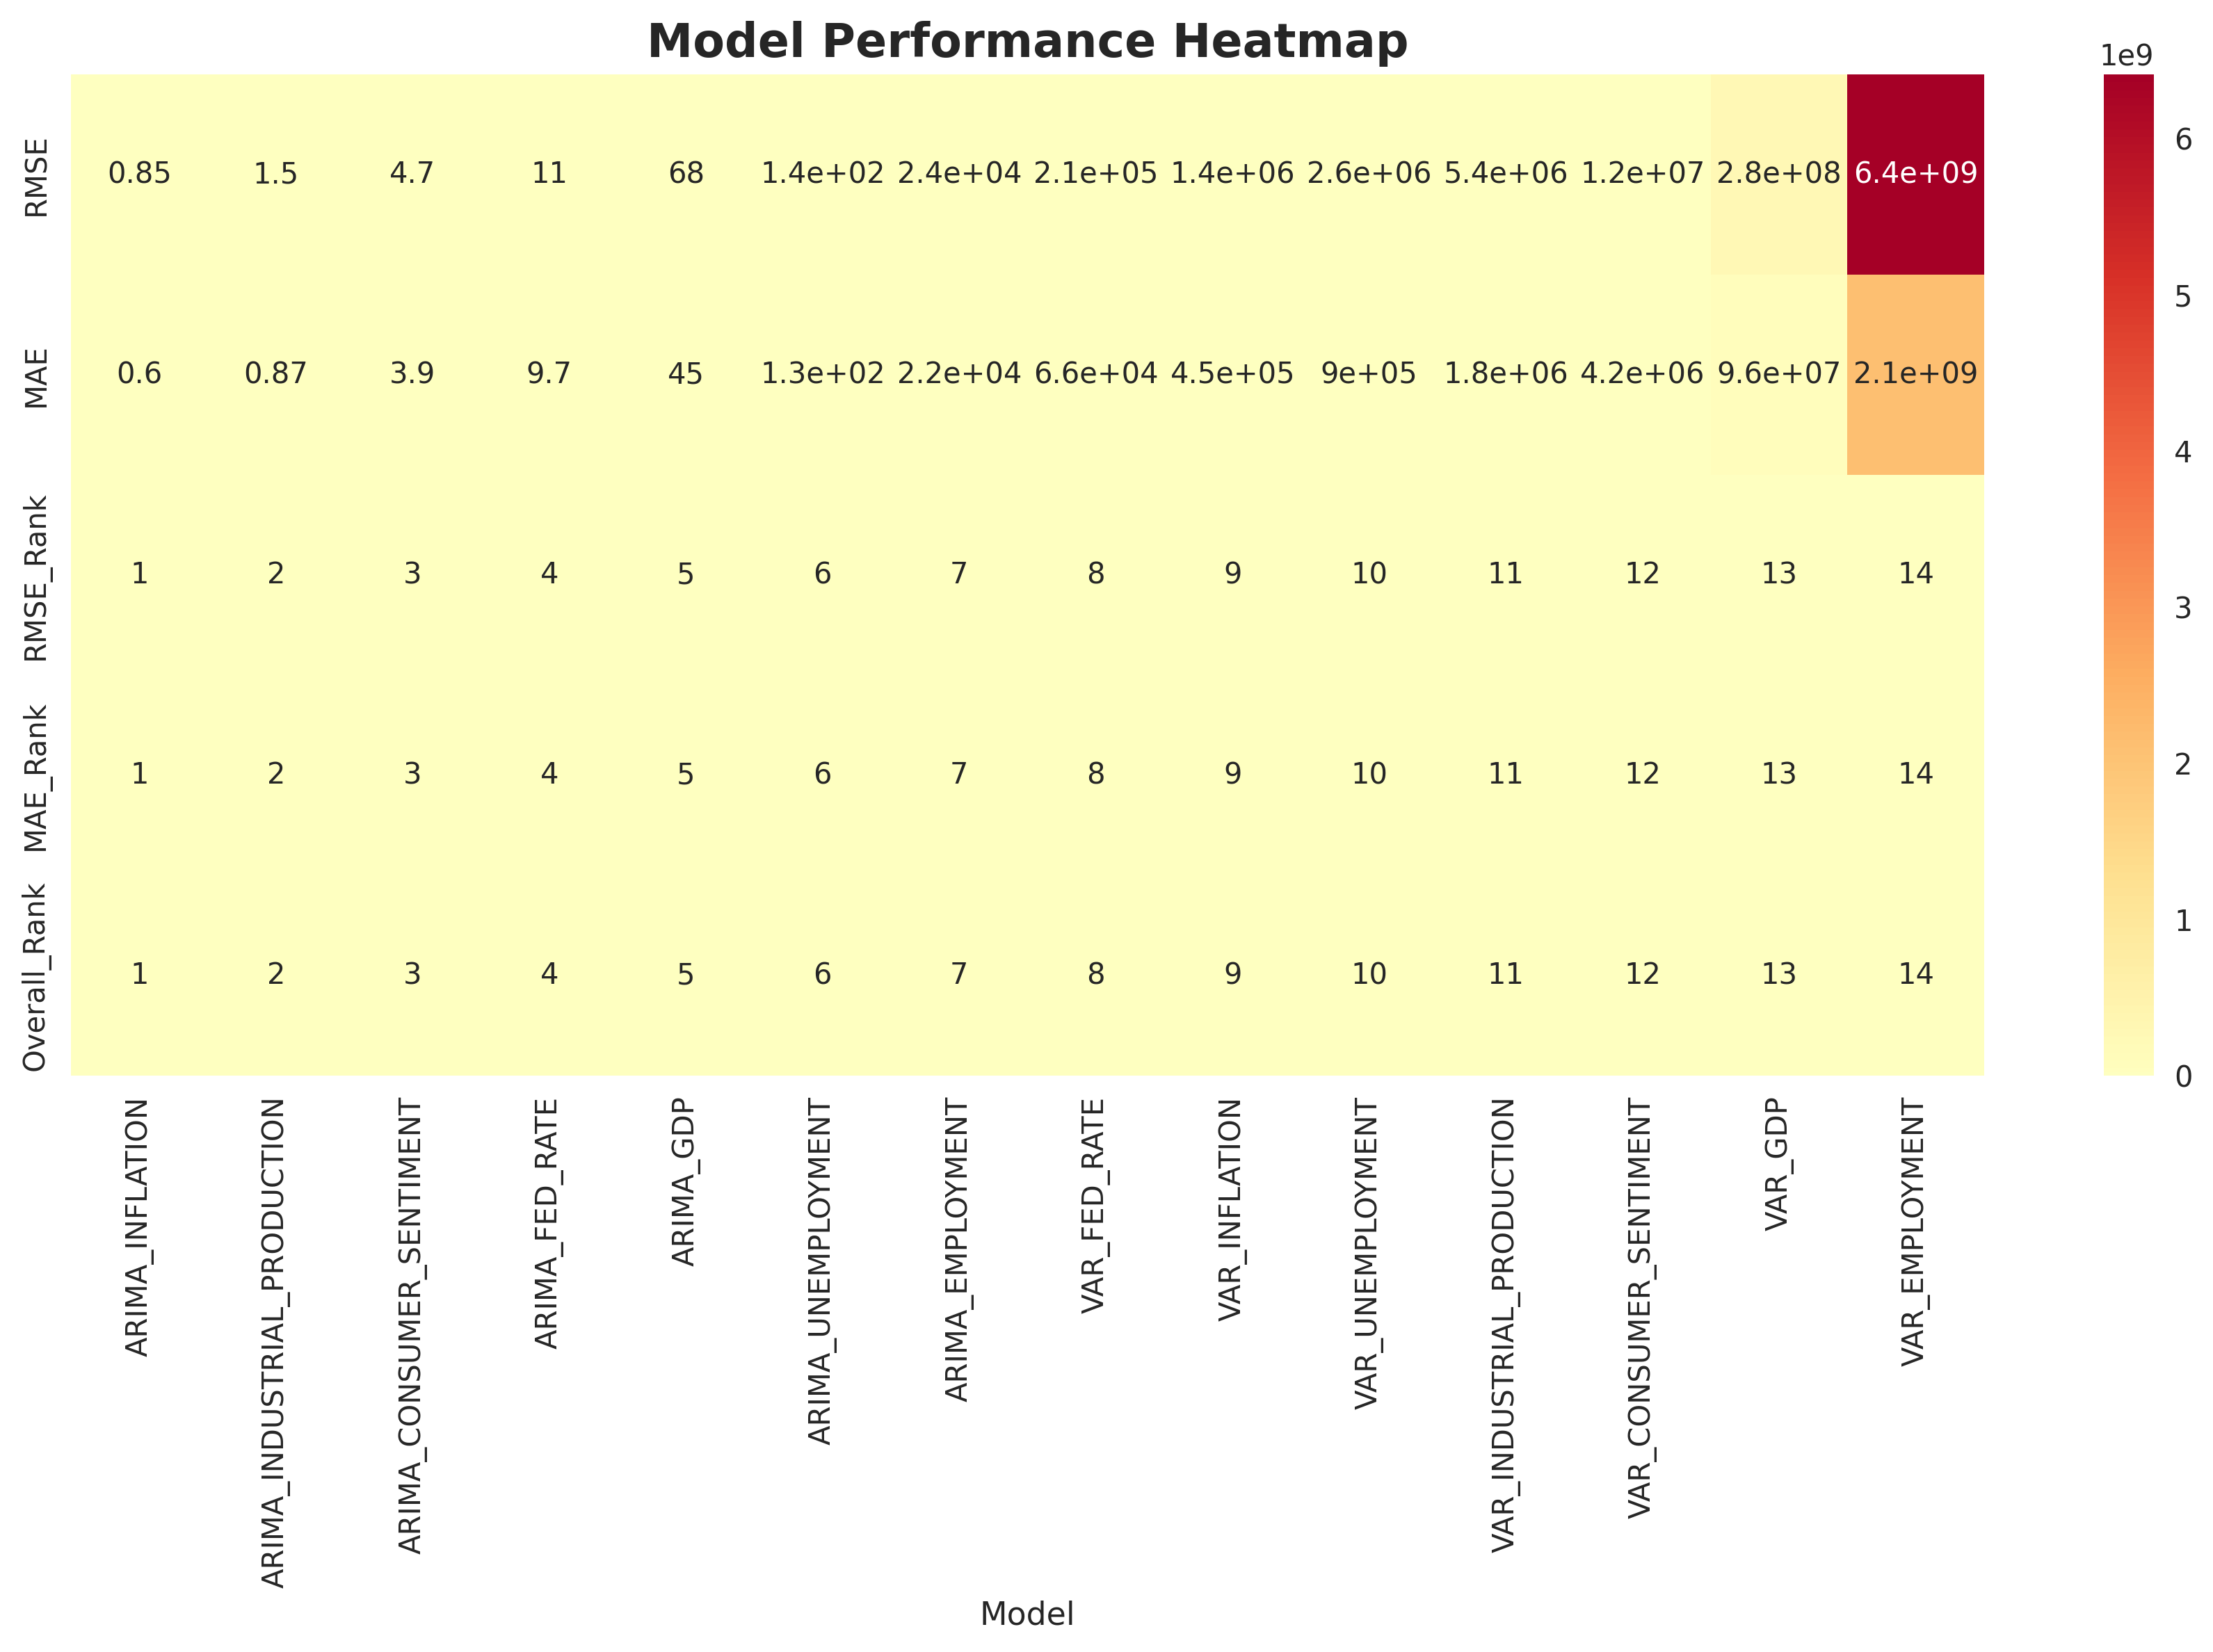 Model Performance Heatmap
1e9
RMSE
0.85 1.5 4.7 11 68 1.4e+02 2.4e+04 2.1e+05 1.4e+06 2.6e+06 5.4e+06 1.2e+07 2.8e+08 6.4e+09
MAE
0.6 0.87 3.9 9.7 45 1.3e+02 2.2e+04 6.6e+04 4.5e+05 9e+05 1.8e+06 4.2e+06 9.6e+07 2.1e+09
RMSE_Rank
1 2 3 4 5 6 7 8 9 10 11 12 13 14
MAE_Rank
1 2 3 4 5 6 7 8 9 10 11 12 13 14
Overall_Rank
1 2 3 4 5 6 7 8 9 10 11 12 13 14
ARIMA_INFLATION
ARIMA_INDUSTRIAL_PRODUCTION
ARIMA_CONSUMER_SENTIMENT
ARIMA_FED_RATE
ARIMA_GDP
ARIMA_UNEMPLOYMENT
ARIMA_EMPLOYMENT
VAR_FED_RATE
VAR_INFLATION
VAR_UNEMPLOYMENT
VAR_INDUSTRIAL_PRODUCTION
VAR_CONSUMER_SENTIMENT
VAR_GDP
VAR_EMPLOYMENT
Model
6
5
4
3
2
1
0